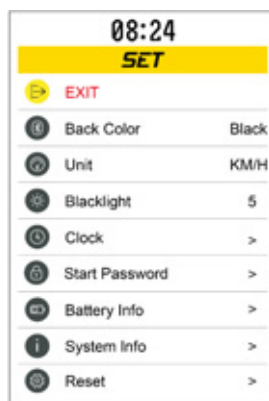 08:24
SET
EXIT
Back Color Black
Unit KM/H
Blacklight 5
Clock >
Start Password >
Battery Info >
System Info >
Reset >